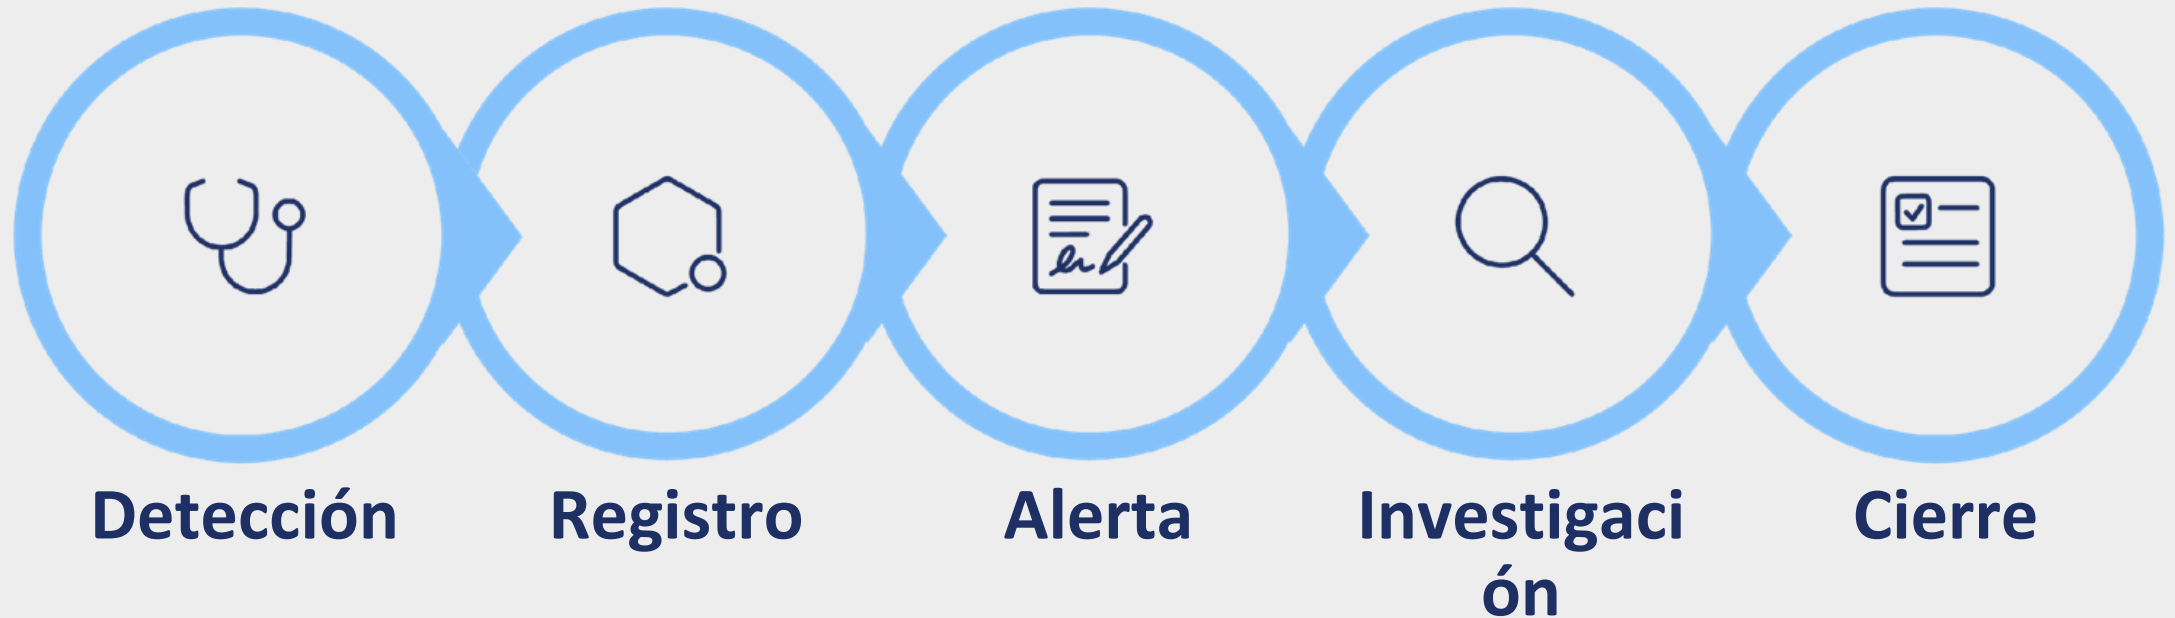 Detección
Registro
Alerta
Investigaci
ón
Cierre